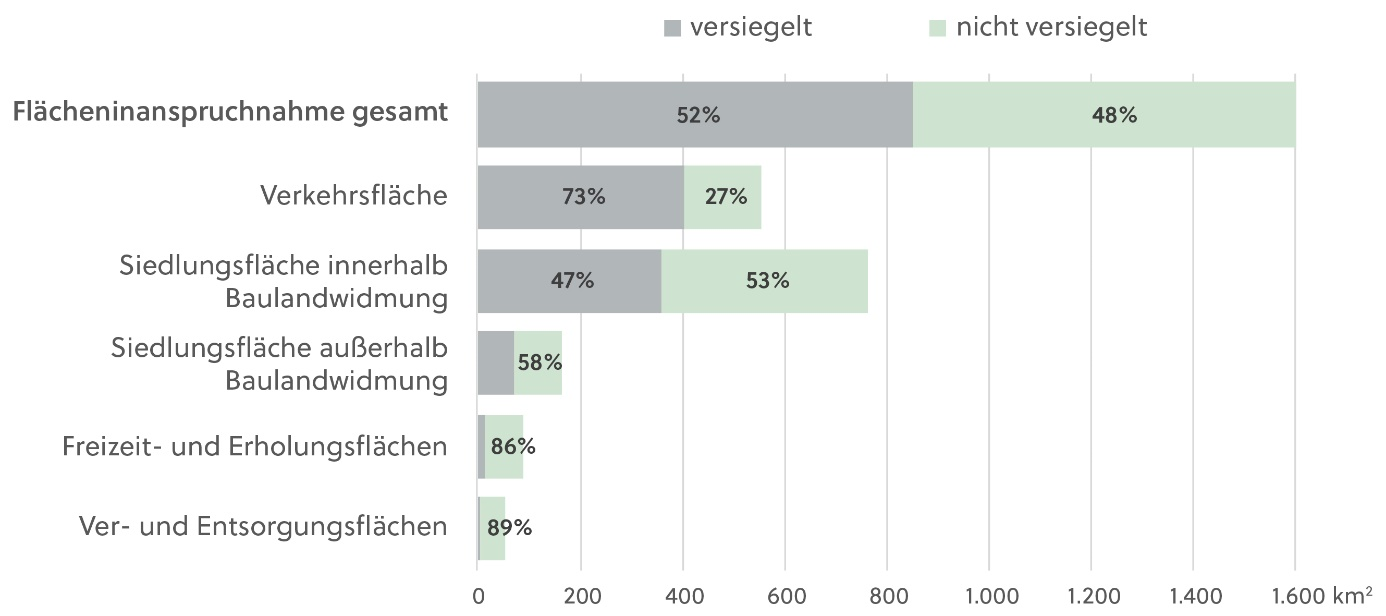 versiegelt nicht versiegelt
Flächeninanspruchnahme gesamt 52% 48%
Verkehrsfläche 73% 27%
Siedlungsfläche innerhalb
Baulandwidmung 47% 53%
Siedlungsfläche außerhalb
Baulandwidmung 58%
Freizeit- und Erholungsflächen 86%
Ver- und Entsorgungsflächen 89%
0 200 400 600 800 1.000 1.200 1.400 1.600 km²